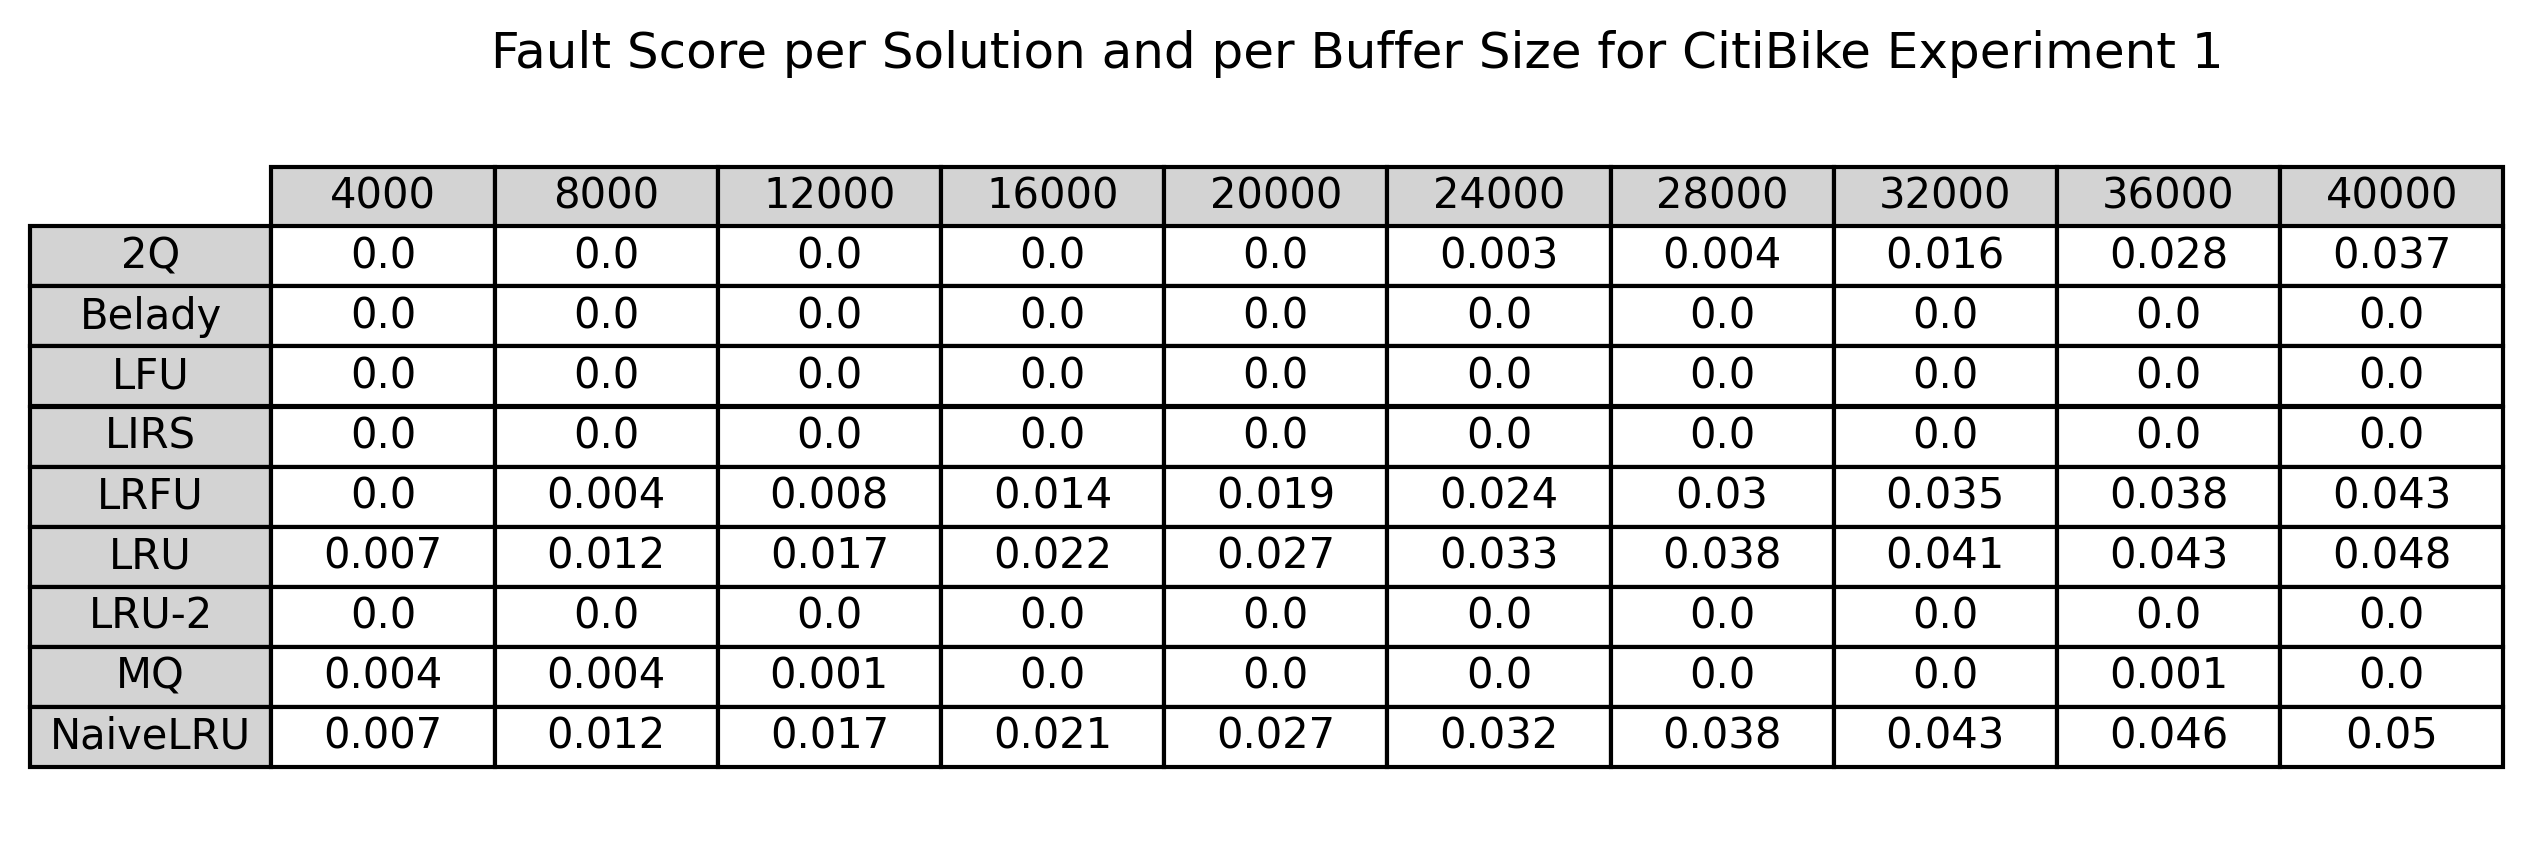 Fault Score per Solution and per Buffer Size for CitiBike Experiment 1
4000 8000 12000 16000 20000 24000 28000 32000 36000 40000
2Q 0.0 0.0 0.0 0.0 0.0 0.003 0.004 0.016 0.028 0.037
Belady 0.0 0.0 0.0 0.0 0.0 0.0 0.0 0.0 0.0 0.0
LFU 0.0 0.0 0.0 0.0 0.0 0.0 0.0 0.0 0.0 0.0
LIRS 0.0 0.0 0.0 0.0 0.0 0.0 0.0 0.0 0.0 0.0
LRFU 0.0 0.004 0.008 0.014 0.019 0.024 0.03 0.035 0.038 0.043
LRU 0.007 0.012 0.017 0.022 0.027 0.033 0.038 0.041 0.043 0.048
LRU-2 0.0 0.0 0.0 0.0 0.0 0.0 0.0 0.0 0.0 0.0
MQ 0.004 0.004 0.001 0.0 0.0 0.0 0.0 0.0 0.001 0.0
NaiveLRU 0.007 0.012 0.017 0.021 0.027 0.032 0.038 0.043 0.046 0.05